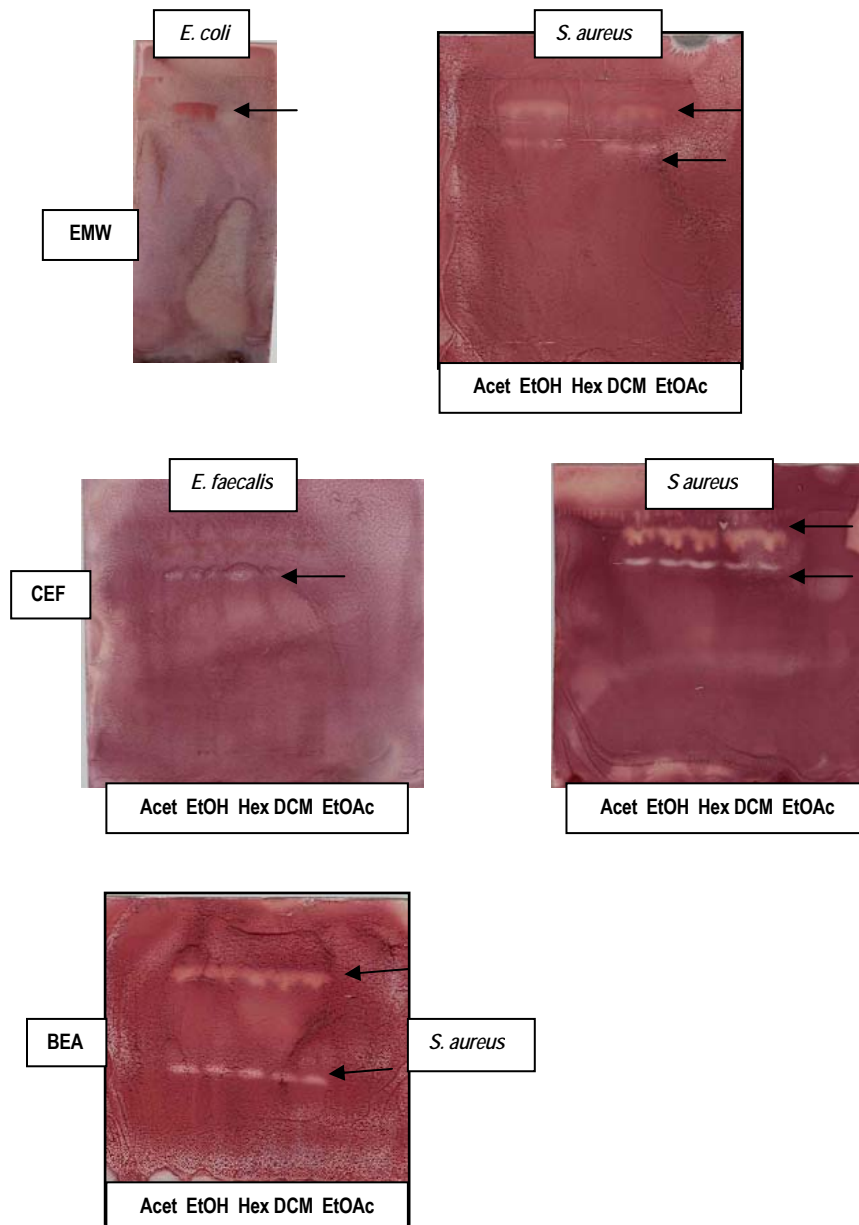 E. coli
S. aureus
EMW
Acet EtOH Hex DCM EtOAc
E. faecalis
S aureus
CEF
Acet EtOH Hex DCM EtOAc
Acet EtOH Hex DCM EtOAc
BEA
S. aureus
Acet EtOH Hex DCM EtOAc